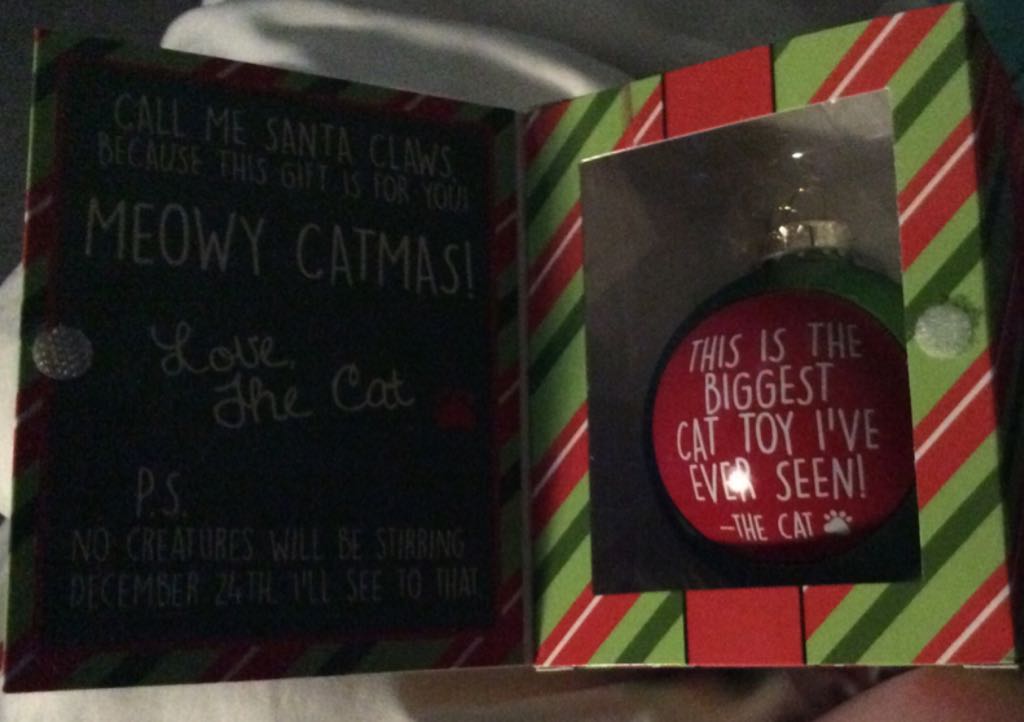 CALL ME SANTA CLAWS,
BECAUSE THIS GIFT IS FOR YOU!
MEOWY CATMAS!
Love,
The Cat
P.S.
NO CREATURES WILL BE STIRRING
DECEMBER 24TH. I'LL SEE TO THAT.
THIS IS THE
BIGGEST
CAT TOY I'VE
EVER SEEN!
-THE CAT